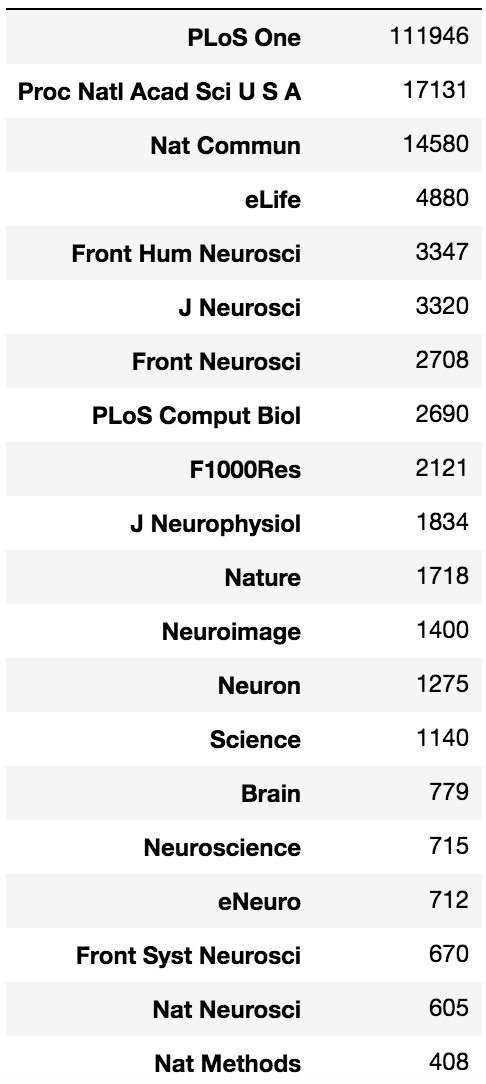 PLoS One 111946
Proc Natl Acad Sci U S A 17131
Nat Commun 14580
eLife 4880
Front Hum Neurosci 3347
J Neurosci 3320
Front Neurosci 2708
PLoS Comput Biol 2690
F1000Res 2121
J Neurophysiol 1834
Nature 1718
Neuroimage 1400
Neuron 1275
Science 1140
Brain 779
Neuroscience 715
eNeuro 712
Front Syst Neurosci 670
Nat Neurosci 605
Nat Methods 408